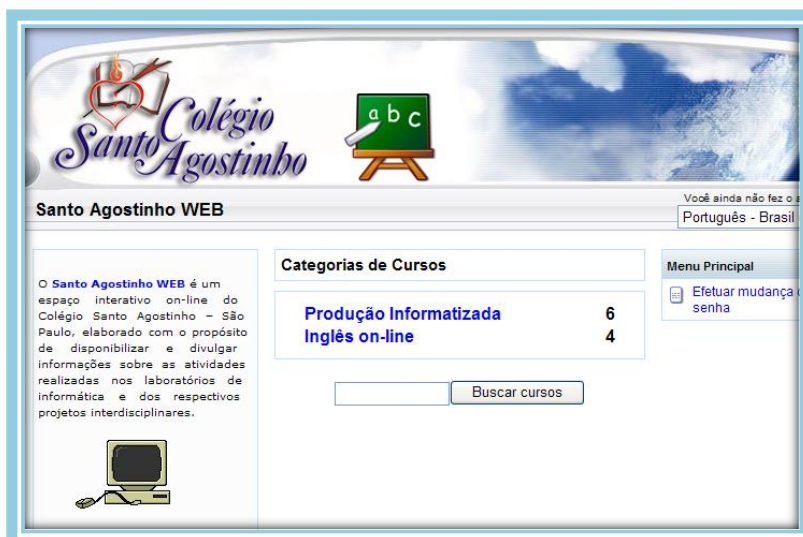 Colégio
Santo Agostinho
a b c
Santo Agostinho WEB
Você ainda não fez o
Português - Brasil
O Santo Agostinho WEB é um
espaço interativo on-line do
Colégio Santo Agostinho – São
Paulo, elaborado com o propósito
de disponibilizar e divulgar
informações sobre as atividades
realizadas nos laboratórios de
informática e dos respectivos
projetos interdisciplinares.
Categorias de Cursos
Produção Informatizada 6
Inglês on-line 4
Buscar cursos
Menu Principal
Efetuar mudança
senha